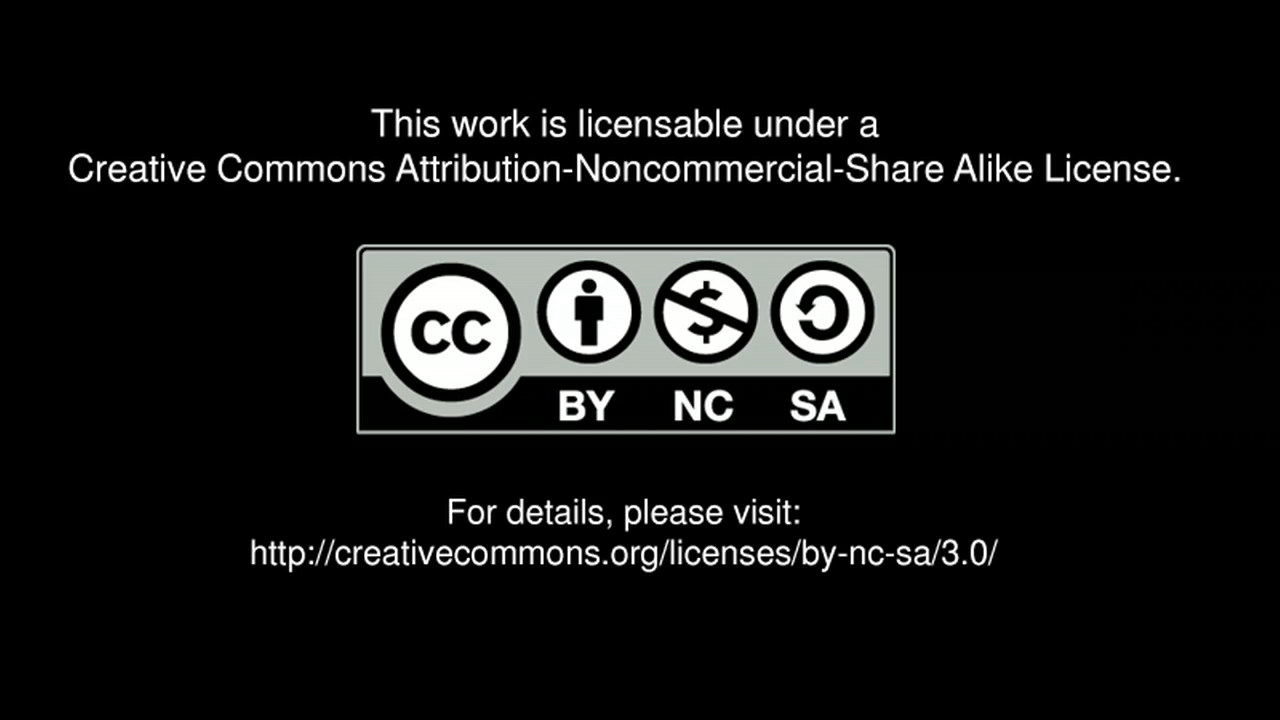 This work is licensable under a
Creative Commons Attribution-Noncommercial-Share Alike License.
cc
BY NC SA
For details, please visit:
http://creativecommons.org/licenses/by-nc-sa/3.0/